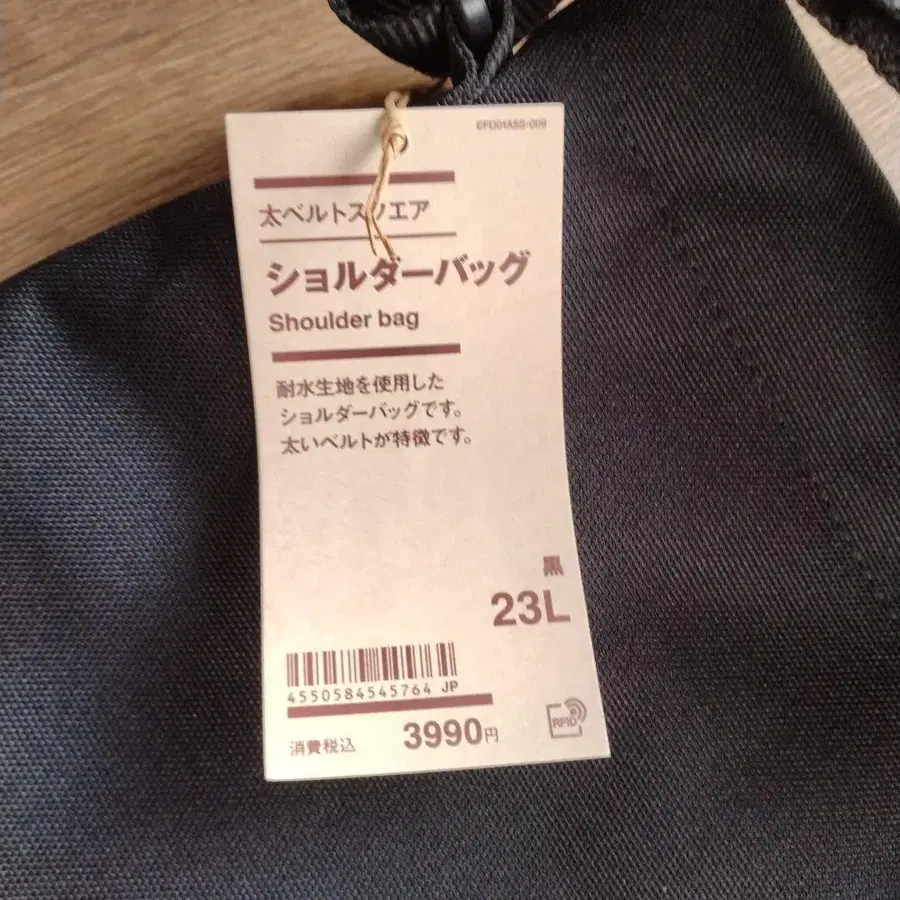 EFD01A5S-009
太ベルトスクエア
ショルダーバッグ
Shoulder bag
耐水生地を使用した
ショルダーバッグです。
太いベルトが特徴です。
黒
23L
4550584545764 JP
消費税込 3990円
RFID